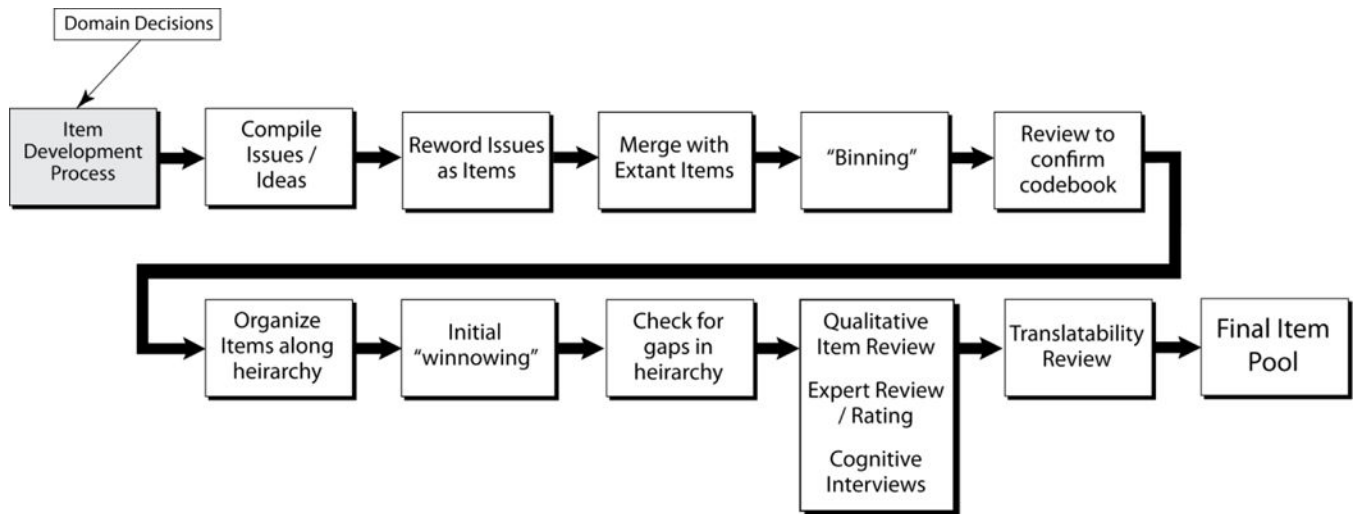 Domain Decisions
Item
Development
Process
Compile
Issues /
Ideas
Reword Issues
as Items
Merge with
Extant Items
“Binning”
Review to
confirm
codebook
Organize
Items along
heirarchy
Initial
“winnowing”
Check for
gaps in
heirarchy
Qualitative
Item Review
Expert Review
/ Rating
Cognitive
Interviews
Translatability
Review
Final Item
Pool